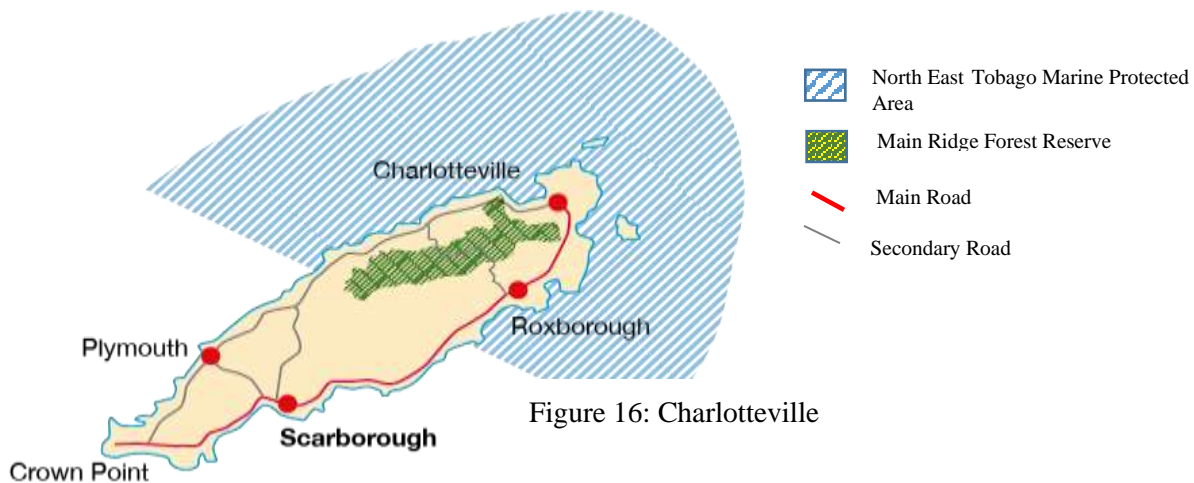 North East Tobago Marine Protected
Area
Main Ridge Forest Reserve
Main Road
Secondary Road
Charlotteville
Roxborough
Plymouth
Scarborough
Crown Point
Figure 16: Charlotteville